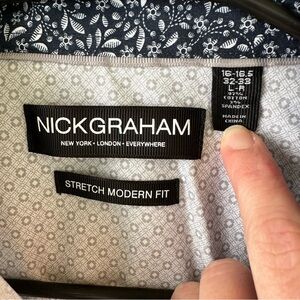 NICKGRAHAM
NEW YORK • LONDON • EVERYWHERE
STRETCH MODERN FIT
16-16.5
32-33
L-R
97%
COTTON
3%
SPANDEX
MADE IN
CHINA